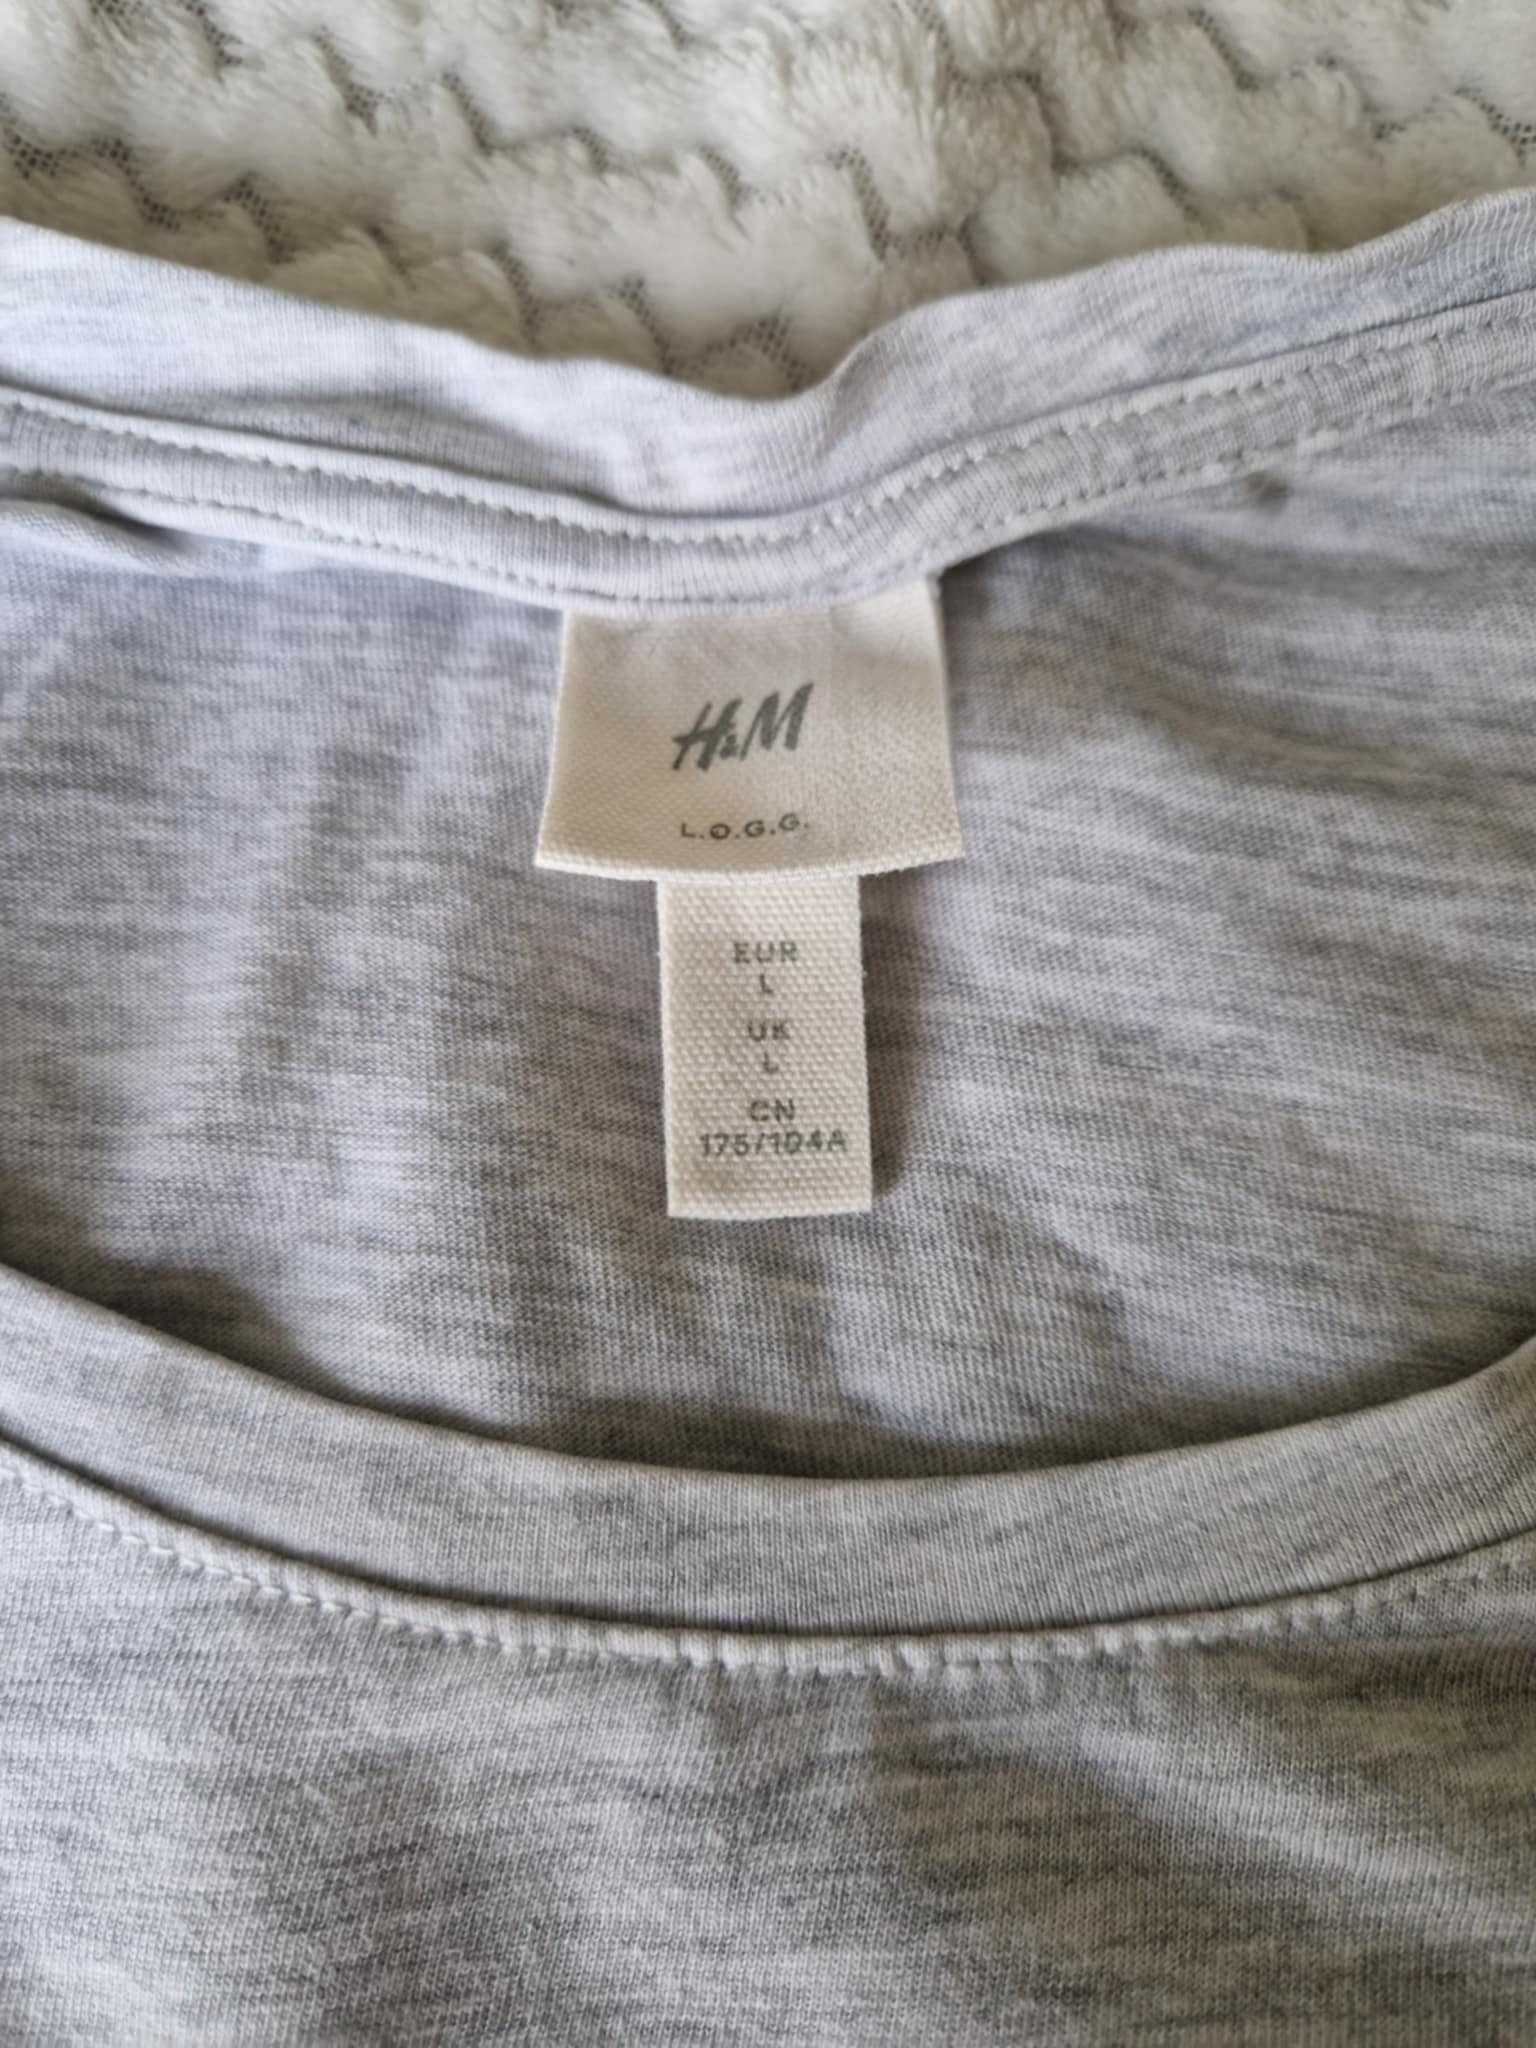 H&M
L.O.G.G.
EUR
L
UK
L
CN
175/104A